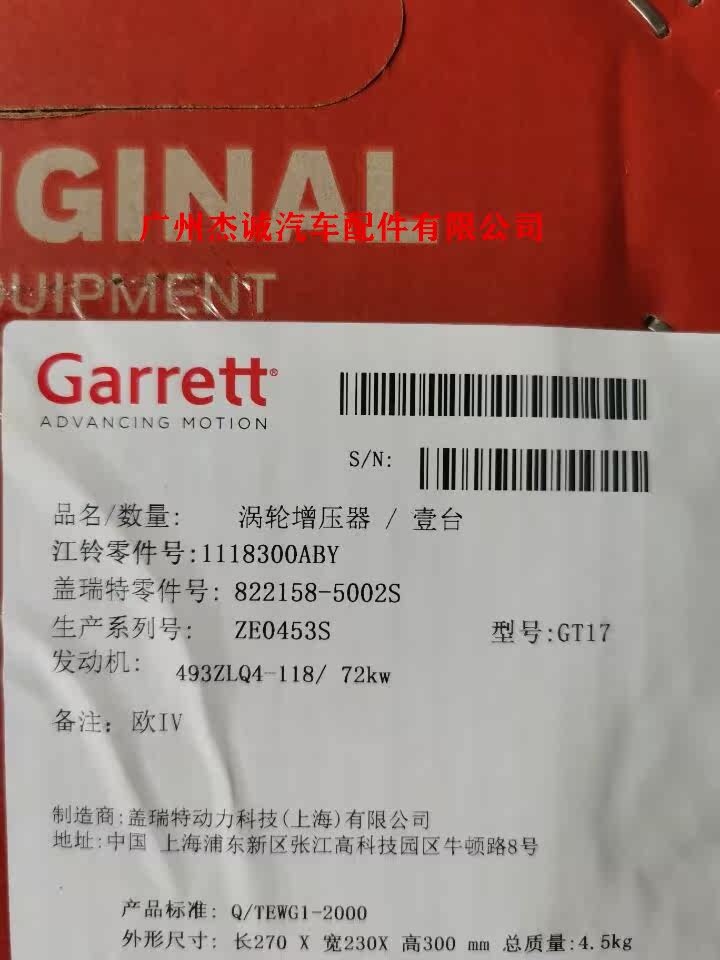 ORIGINAL
广州杰诚汽车配件有限公司
EQUIPMENT
Garrett®
ADVANCING MOTION
S/N:
品名/数量: 涡轮增压器 / 壹台
江铃零件号:1118300ABY
盖瑞特零件号: 822158-5002S
生产系列号: ZE0453S 型号:GT17
发动机: 493ZLQ4-118/ 72kw
备注: 欧IV
制造商:盖瑞特动力科技(上海)有限公司
地址:中国 上海浦东新区张江高科技园区牛顿路8号
产品标准: Q/TEWG1-2000
外形尺寸: 长270 X 宽230X 高300 mm 总质量:4.5kg